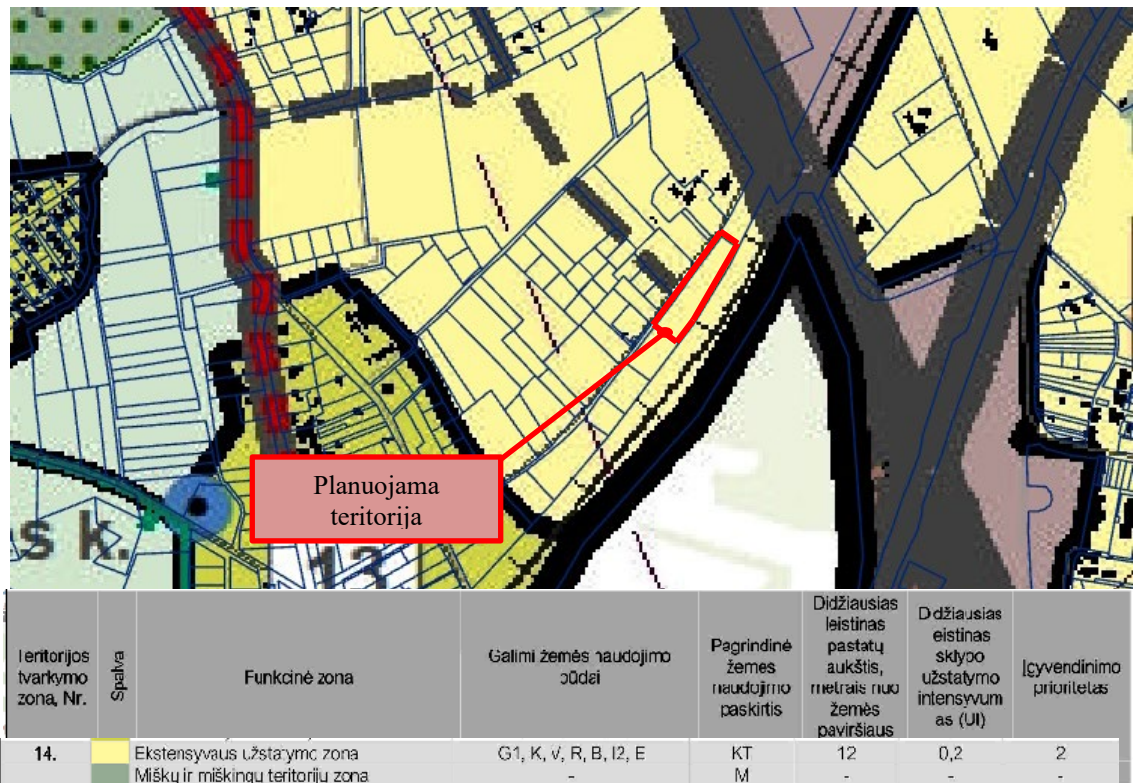 Planuojama
teritorija
s k.
13
Teritorijos
tvarkymo
zona, Nr.
Spalva
Funkcinė zona
Galimi žemės naudojimo
būdai
Pagrindinė
žemės
naudojimo
paskirtis
Didžiausias
leistinas
pastatų
aukštis,
metrais nuo
žemės
paviršiaus
Didžiausias
leistinas
sklypo
užstatymo
intensyvum
as (UI)
Įgyvendinimo
prioritetas
14.
Ekstensyvaus užstatymo zona
G1, K, V, R, B, I2, E
KT
12
0,2
2
Miškų ir miškingų teritorijų zona
-
M
-
-
-